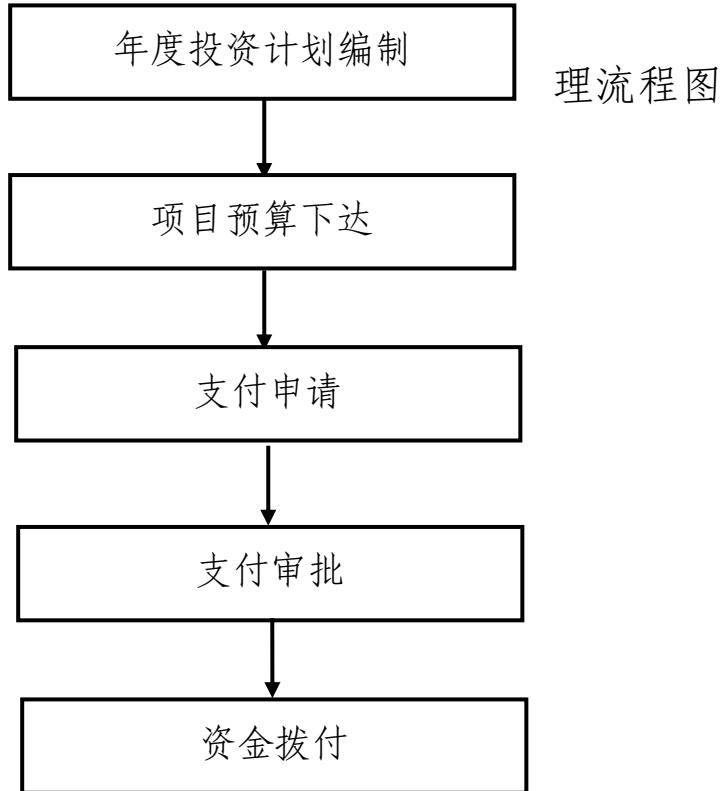 年度投资计划编制
理流程图
项目预算下达
支付申请
支付审批
资金拨付